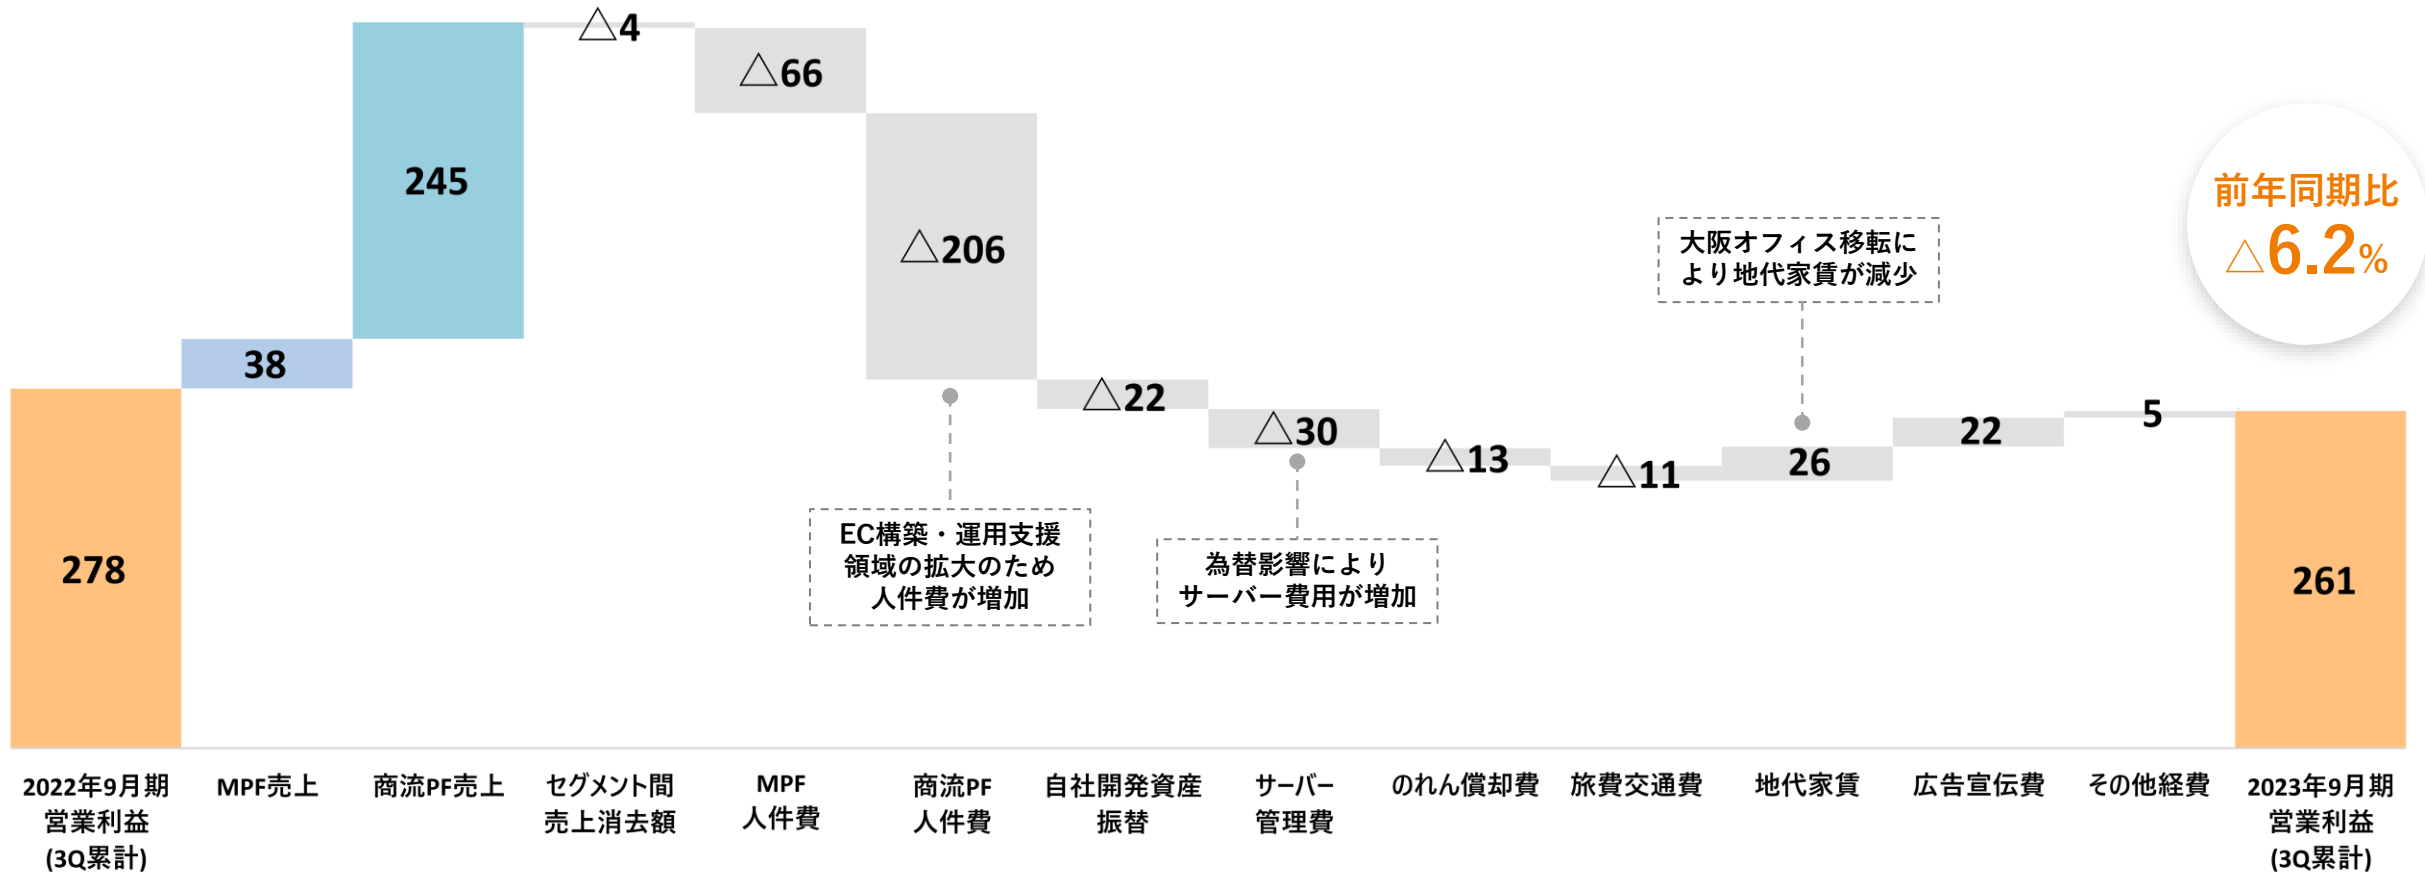 △4
△66
245
△206
前年同期比
△6.2%
大阪オフィス移転に
より地代家賃が減少
38
△22
△30
△13
△11
26
22
5
EC構築・運用支援
領域の拡大のため
人件費が増加
為替影響により
サーバー費用が増加
278
261
2022年9月期
営業利益
(3Q累計)
MPF売上
商流PF売上
セグメント間
売上消去額
MPF
人件費
商流PF
人件費
自社開発資産
振替
サーバー
管理費
のれん償却費
旅費交通費
地代家賃
広告宣伝費
その他経費
2023年9月期
営業利益
(3Q累計)